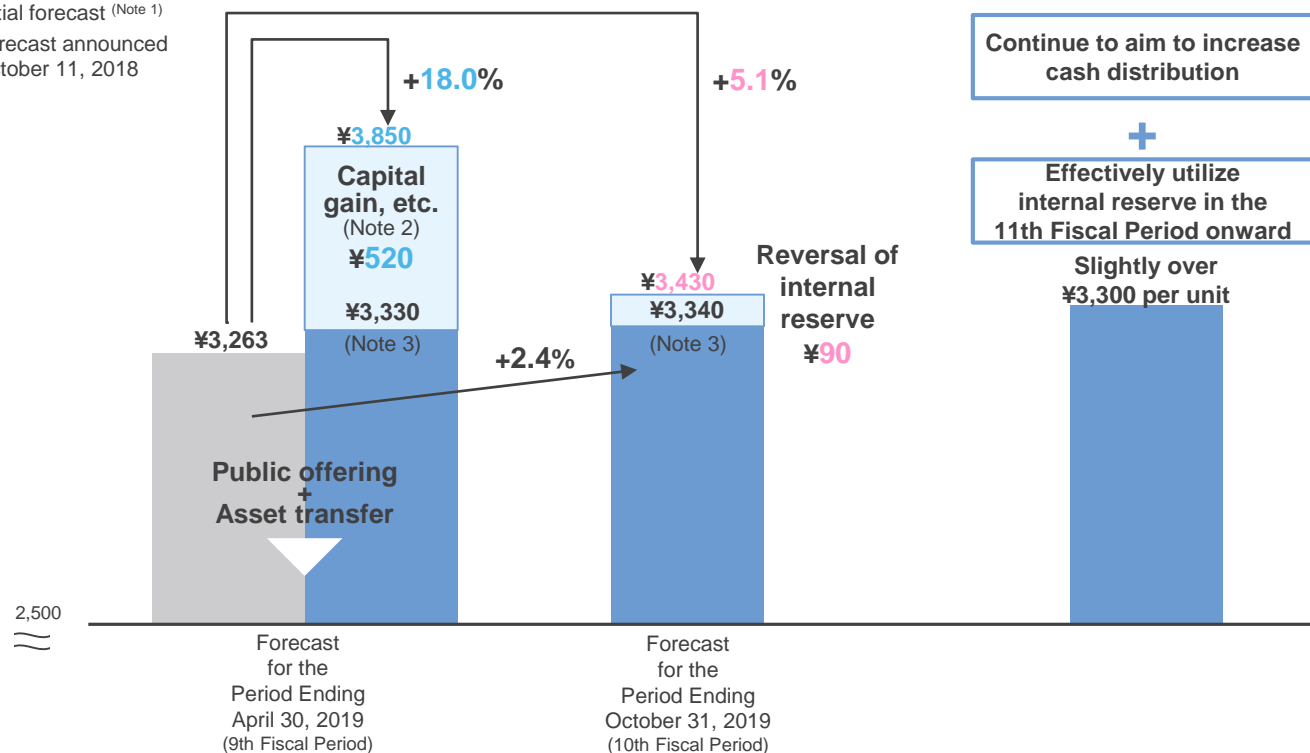 forecast (Note 1)
announced
11, 2018
+18.0%
+5.1%
Continue to aim to increase
cash distribution
+
Effectively utilize
internal reserve in the
11th Fiscal Period onward
Slightly over
¥3,300 per unit
¥3,850
Capital
gain, etc.
(Note 2)
¥520
¥3,330
(Note 3)
¥3,263
+2.4%
¥3,430
¥3,340
(Note 3)
Reversal of
internal
reserve
¥90
Public offering
+
Asset transfer
2,500
Forecast
for the
Period Ending
April 30, 2019
(9th Fiscal Period)
Forecast
for the
Period Ending
October 31, 2019
(10th Fiscal Period)